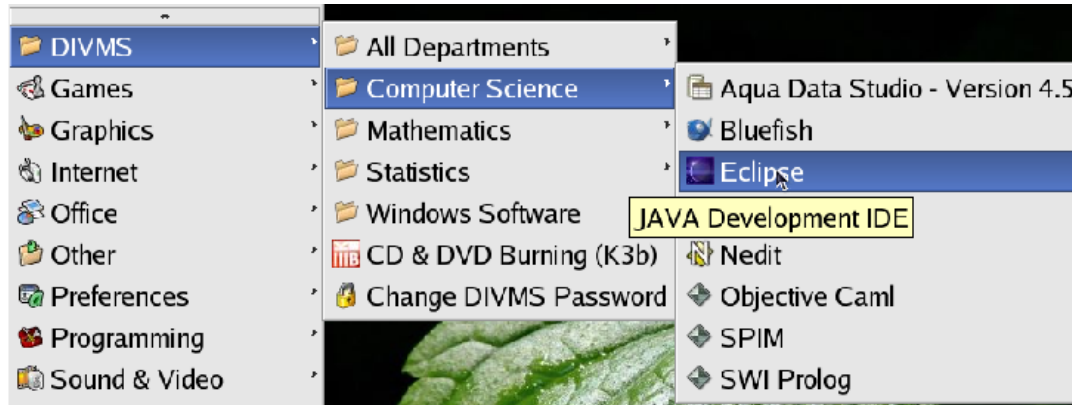 DIVMS
Games
Graphics
Internet
Office
Other
Preferences
Programming
Sound & Video
All Departments
Computer Science
Mathematics
Statistics
Windows Software
CD & DVD Burning (K3b)
Change DIVMS Password
Aqua Data Studio - Version 4.5
Bluefish
Eclipse
JAVA Development IDE
Nedit
Objective Caml
SPIM
SWI Prolog